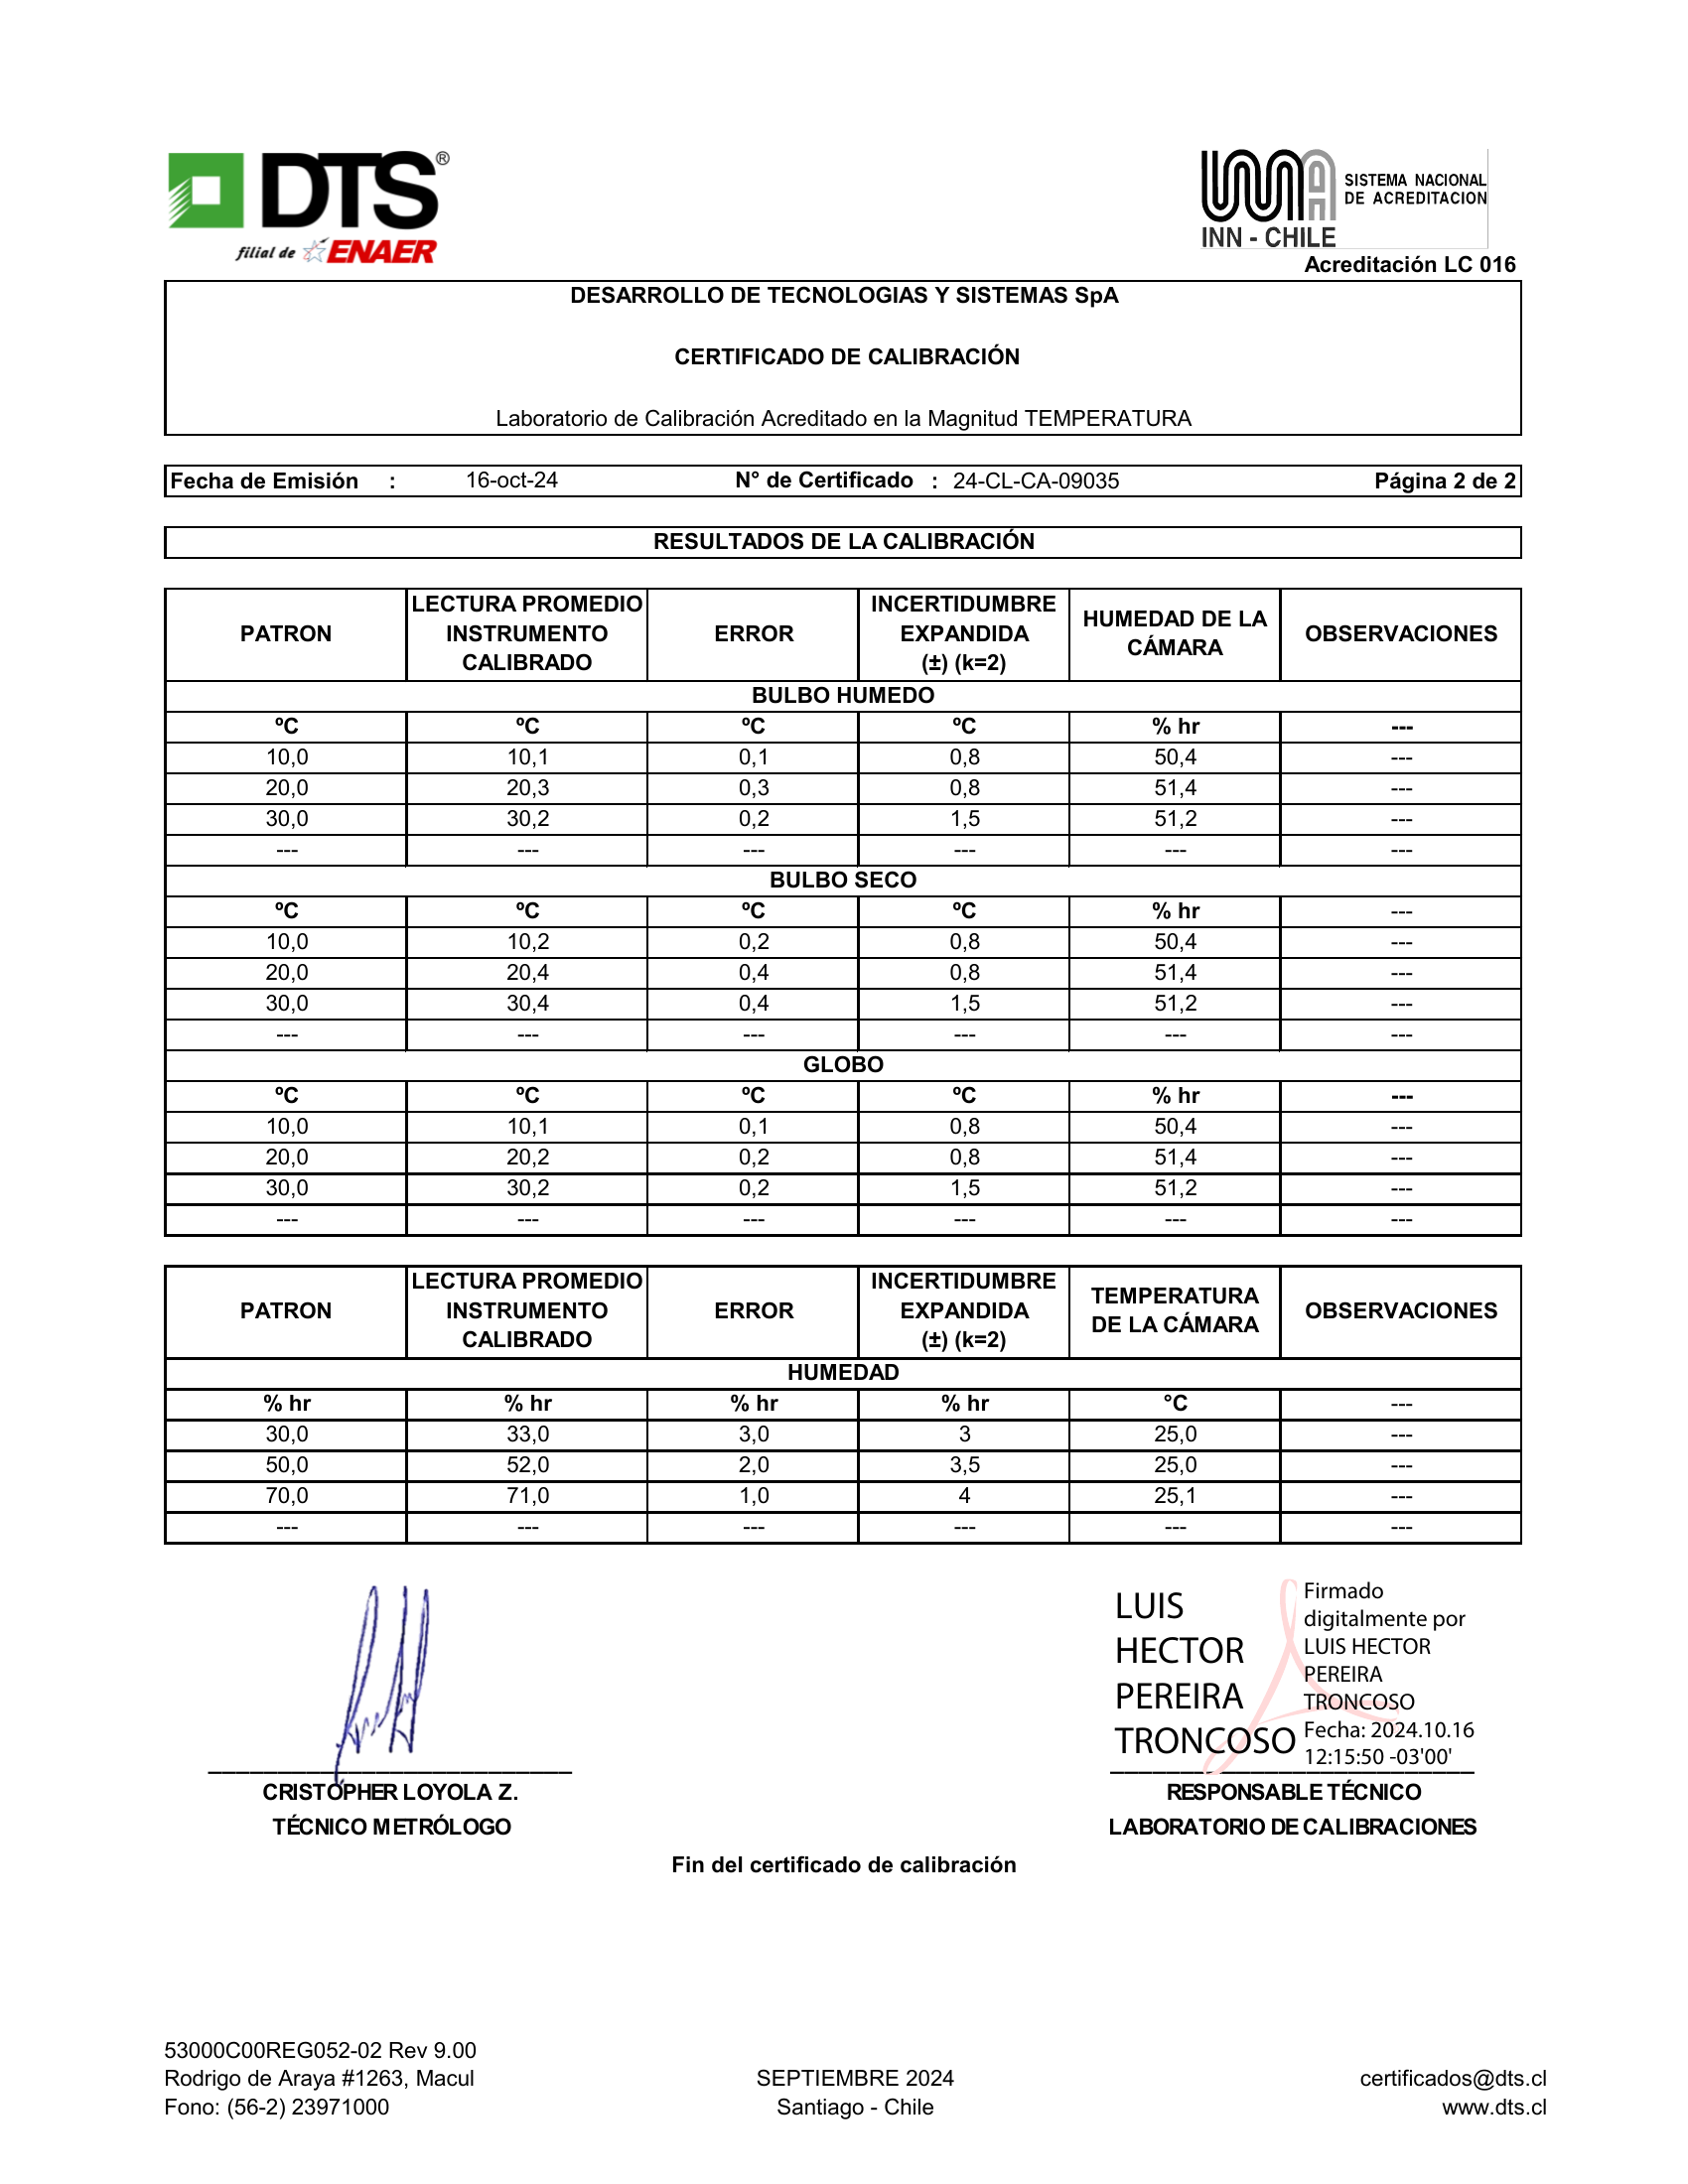 DTS®
filial de ENAER
SISTEMA NACIONAL
DE ACREDITACION
INN - CHILE
Acreditación LC 016
DESARROLLO DE TECNOLOGIAS Y SISTEMAS SpA
CERTIFICADO DE CALIBRACIÓN
Laboratorio de Calibración Acreditado en la Magnitud TEMPERATURA
Fecha de Emisión : 16-oct-24 N° de Certificado : 24-CL-CA-09035 Página 2 de 2
RESULTADOS DE LA CALIBRACIÓN
PATRON LECTURA PROMEDIO INSTRUMENTO CALIBRADO ERROR INCERTIDUMBRE EXPANDIDA (±) (k=2) HUMEDAD DE LA CÁMARA OBSERVACIONES
BULBO HUMEDO
ºC ºC ºC ºC % hr ---
10,0 10,1 0,1 0,8 50,4 ---
20,0 20,3 0,3 0,8 51,4 ---
30,0 30,2 0,2 1,5 51,2 ---
--- --- --- --- --- ---
BULBO SECO
ºC ºC ºC ºC % hr ---
10,0 10,2 0,2 0,8 50,4 ---
20,0 20,4 0,4 0,8 51,4 ---
30,0 30,4 0,4 1,5 51,2 ---
--- --- --- --- --- ---
GLOBO
ºC ºC ºC ºC % hr ---
10,0 10,1 0,1 0,8 50,4 ---
20,0 20,2 0,2 0,8 51,4 ---
30,0 30,2 0,2 1,5 51,2 ---
--- --- --- --- --- ---
PATRON LECTURA PROMEDIO INSTRUMENTO CALIBRADO ERROR INCERTIDUMBRE EXPANDIDA (±) (k=2) TEMPERATURA DE LA CÁMARA OBSERVACIONES
HUMEDAD
% hr % hr % hr % hr °C ---
30,0 33,0 3,0 3 25,0 ---
50,0 52,0 2,0 3,5 25,0 ---
70,0 71,0 1,0 4 25,1 ---
--- --- --- --- --- ---
LUIS
HECTOR
PEREIRA
TRONCOSO
Firmado
digitalmente por
LUIS HECTOR
PEREIRA
TRONCOSO
Fecha: 2024.10.16
12:15:50 -03'00'
CRISTÓPHER LOYOLA Z.
TÉCNICO METRÓLOGO
RESPONSABLE TÉCNICO
LABORATORIO DE CALIBRACIONES
Fin del certificado de calibración
53000C00REG052-02 Rev 9.00
Rodrigo de Araya #1263, Macul SEPTIEMBRE 2024 certificados@dts.cl
Fono: (56-2) 23971000 Santiago - Chile www.dts.cl